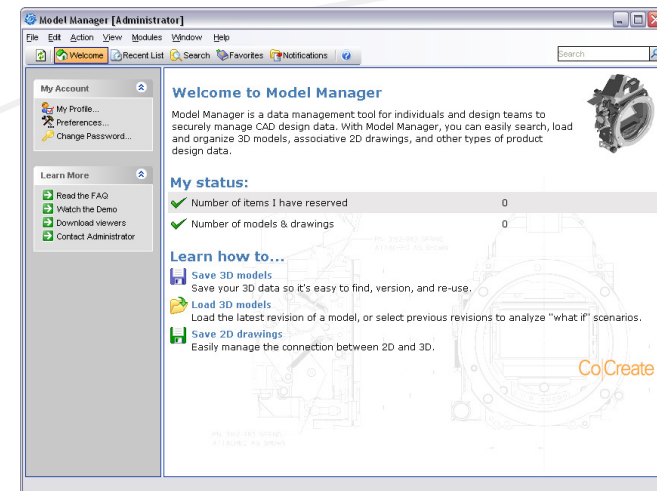 Model Manager [Administrator]
File Edit Action View Modules Window Help
Welcome Recent List Search Favorites Notifications
Search
My Account
My Profile...
Preferences...
Change Password...
Learn More
Read the FAQ
Watch the Demo
Download viewers
Contact Administrator
Welcome to Model Manager
Model Manager is a data management tool for individuals and design teams to
securely manage CAD design data. With Model Manager, you can easily search, load
and organize 3D models, associative 2D drawings, and other types of product
design data.
My status:
Number of items I have reserved 0
Number of models & drawings 0
Learn how to...
Save 3D models
Save your 3D data so it's easy to find, version, and re-use.
Load 3D models
Load the latest revision of a model, or select previous revisions to analyze "what if" scenarios.
Save 2D drawings
Easily manage the connection between 2D and 3D.
Co|Create
ATTACHED AS SHOWN